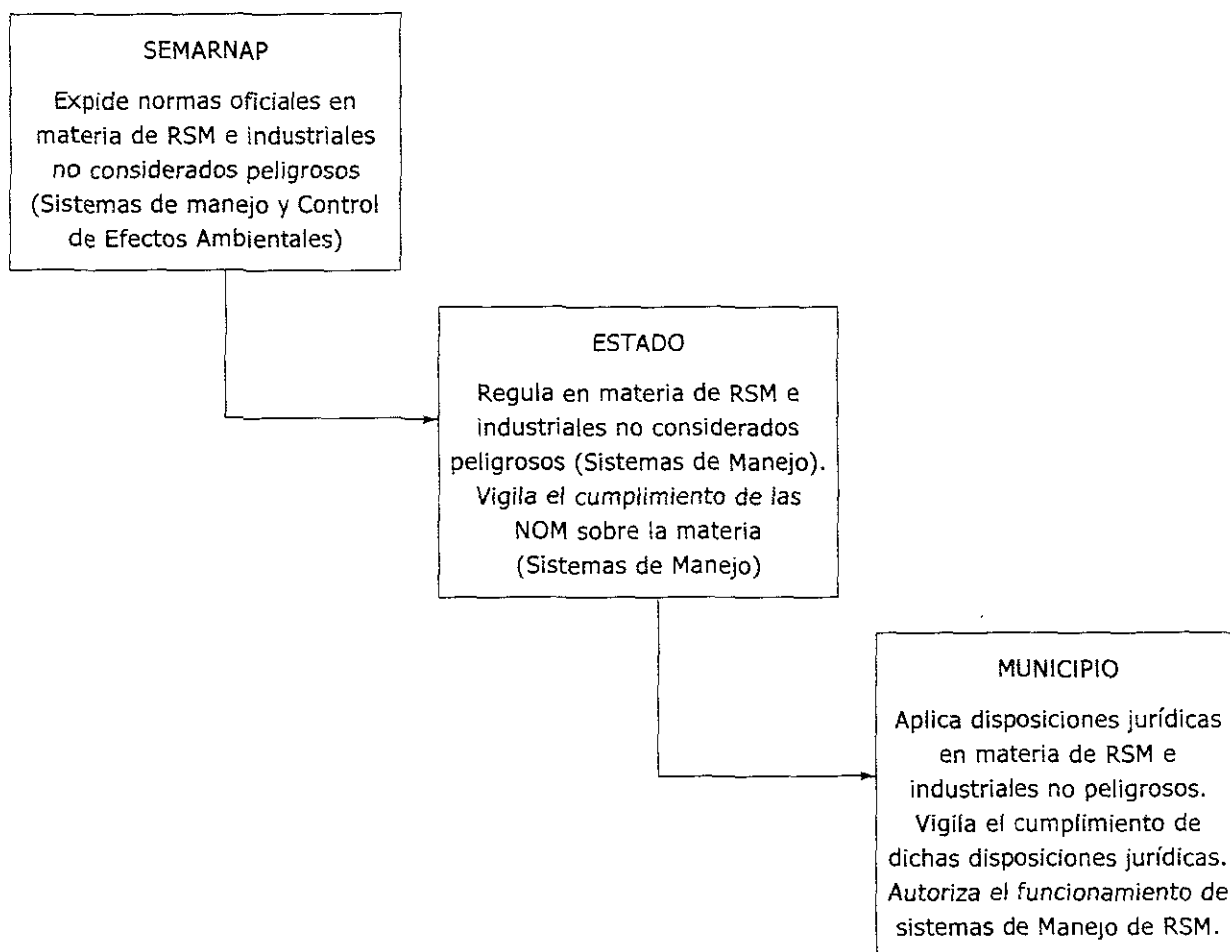 SEMARNAP
Expide normas oficiales en
materia de RSM e industriales
no considerados peligrosos
(Sistemas de manejo y Control
de Efectos Ambientales)
ESTADO
Regula en materia de RSM e
industriales no considerados
peligrosos (Sistemas de Manejo).
Vigila el cumplimiento de las
NOM sobre la materia
(Sistemas de Manejo)
MUNICIPIO
Aplica disposiciones jurídicas
en materia de RSM e
industriales no peligrosos.
Vigila el cumplimiento de
dichas disposiciones jurídicas.
Autoriza el funcionamiento de
sistemas de Manejo de RSM.